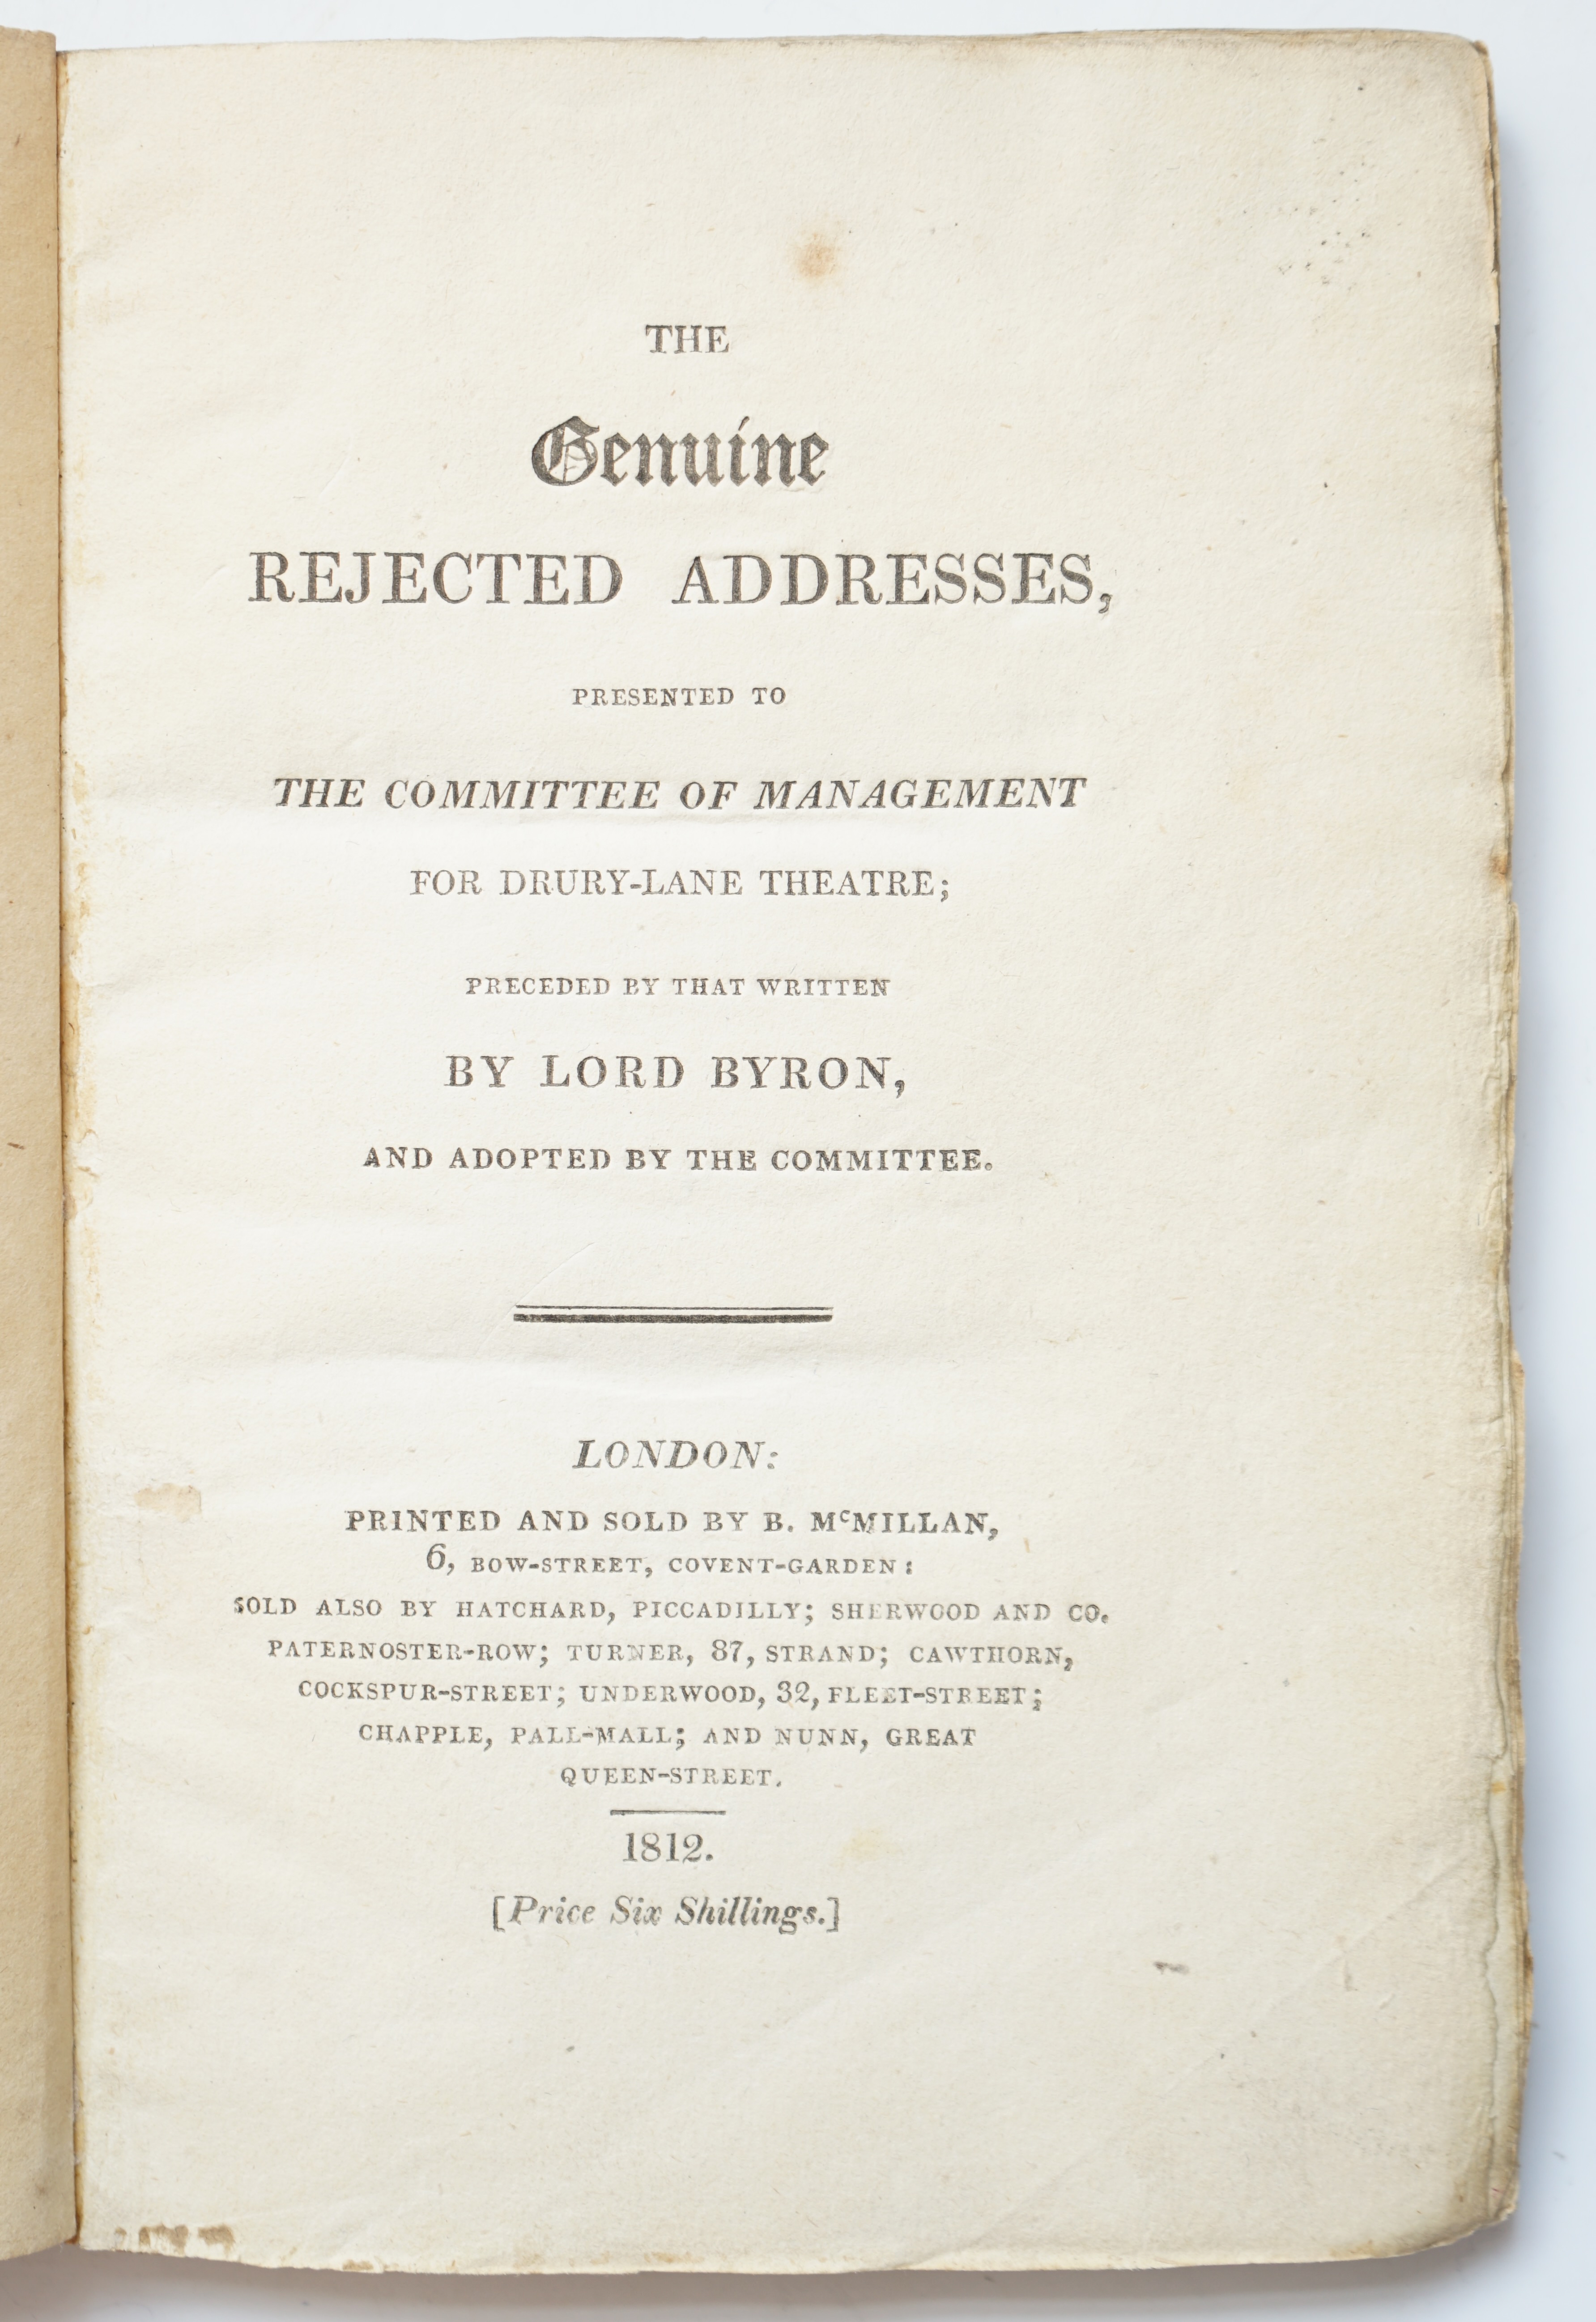 THE
Genuine
REJECTED ADDRESSES,
PRESENTED TO
THE COMMITTEE OF MANAGEMENT
FOR DRURY-LANE THEATRE;
PRECEDED BY THAT WRITTEN
BY LORD BYRON,
AND ADOPTED BY THE COMMITTEE.
LONDON:
PRINTED AND SOLD BY B. McMILLAN,
6, BOW-STREET, COVENT-GARDEN:
SOLD ALSO BY HATCHARD, PICCADILLY; SHERWOOD AND CO.
PATERNOSTER-ROW; TURNER, 87, STRAND; CAWTHORN,
COCKSPUR-STREET; UNDERWOOD, 32, FLEET-STREET;
CHAPPLE, PALL-MALL; AND NUNN, GREAT
QUEEN-STREET.
1812.
[Price Six Shillings.]